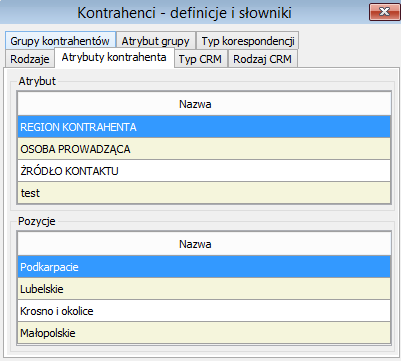 Kontrahenci - definicje i słowniki
Grupy kontrahentów Atrybut grupy Typ korespondencji
Rodzaje Atrybuty kontrahenta Typ CRM Rodzaj CRM
Atrybut
Nazwa
REGION KONTRAHENTA
OSOBA PROWADZĄCA
ŹRÓDŁO KONTAKTU
test
Pozycje
Nazwa
Podkarpacie
Lubelskie
Krosno i okolice
Małopolskie